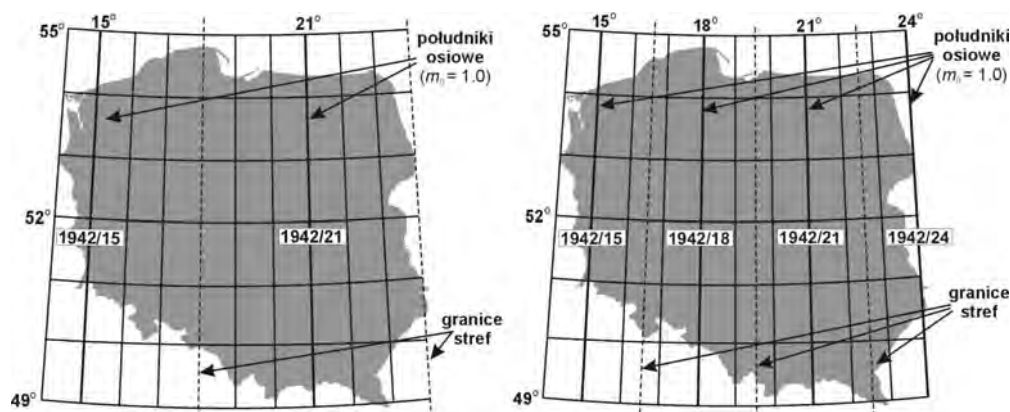 15°
21°
55°
południki
osiowe
(m₀ = 1.0)
52°
1942/15
1942/21
granice
stref
49°
15°
18°
21°
24°
55°
południki
osiowe
(m₀ = 1.0)
52°
1942/15
1942/18
1942/21
1942/24
granice
stref
49°